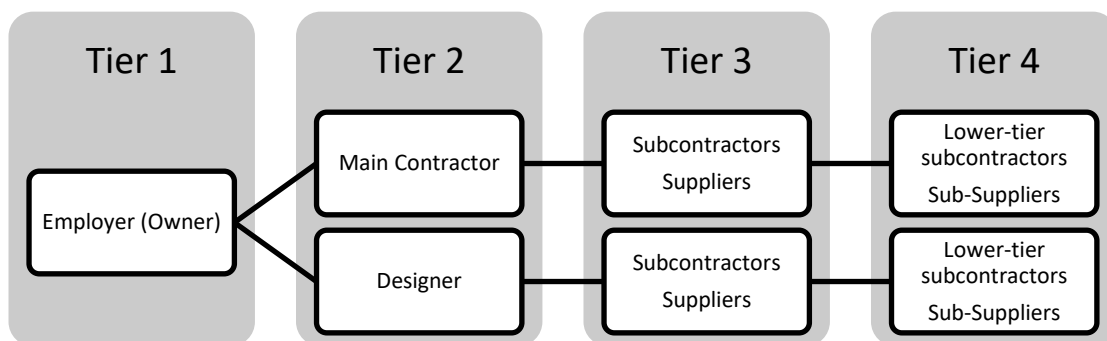 Tier 1
Tier 2
Tier 3
Tier 4
Employer (Owner)
Main Contractor
Subcontractors
Suppliers
Lower-tier
subcontractors
Sub-Suppliers
Designer
Subcontractors
Suppliers
Lower-tier
subcontractors
Sub-Suppliers